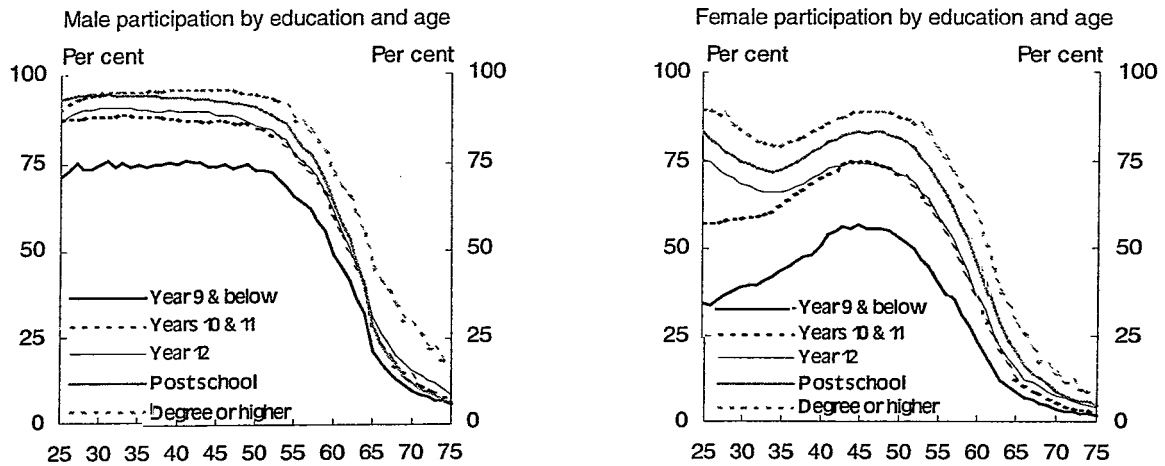 Male participation by education and age
Per cent Per cent
100 100
75 75
50 50
25 25
0 0
Year 9 & below
Years 10 & 11
Year 12
Post school
Degree or higher
25 30 35 40 45 50 55 60 65 70 75
Female participation by education and age
Per cent Per cent
100 100
75 75
50 50
25 25
0 0
Year 9 & below
Years 10 & 11
Year 12
Post school
Degree or higher
25 30 35 40 45 50 55 60 65 70 75